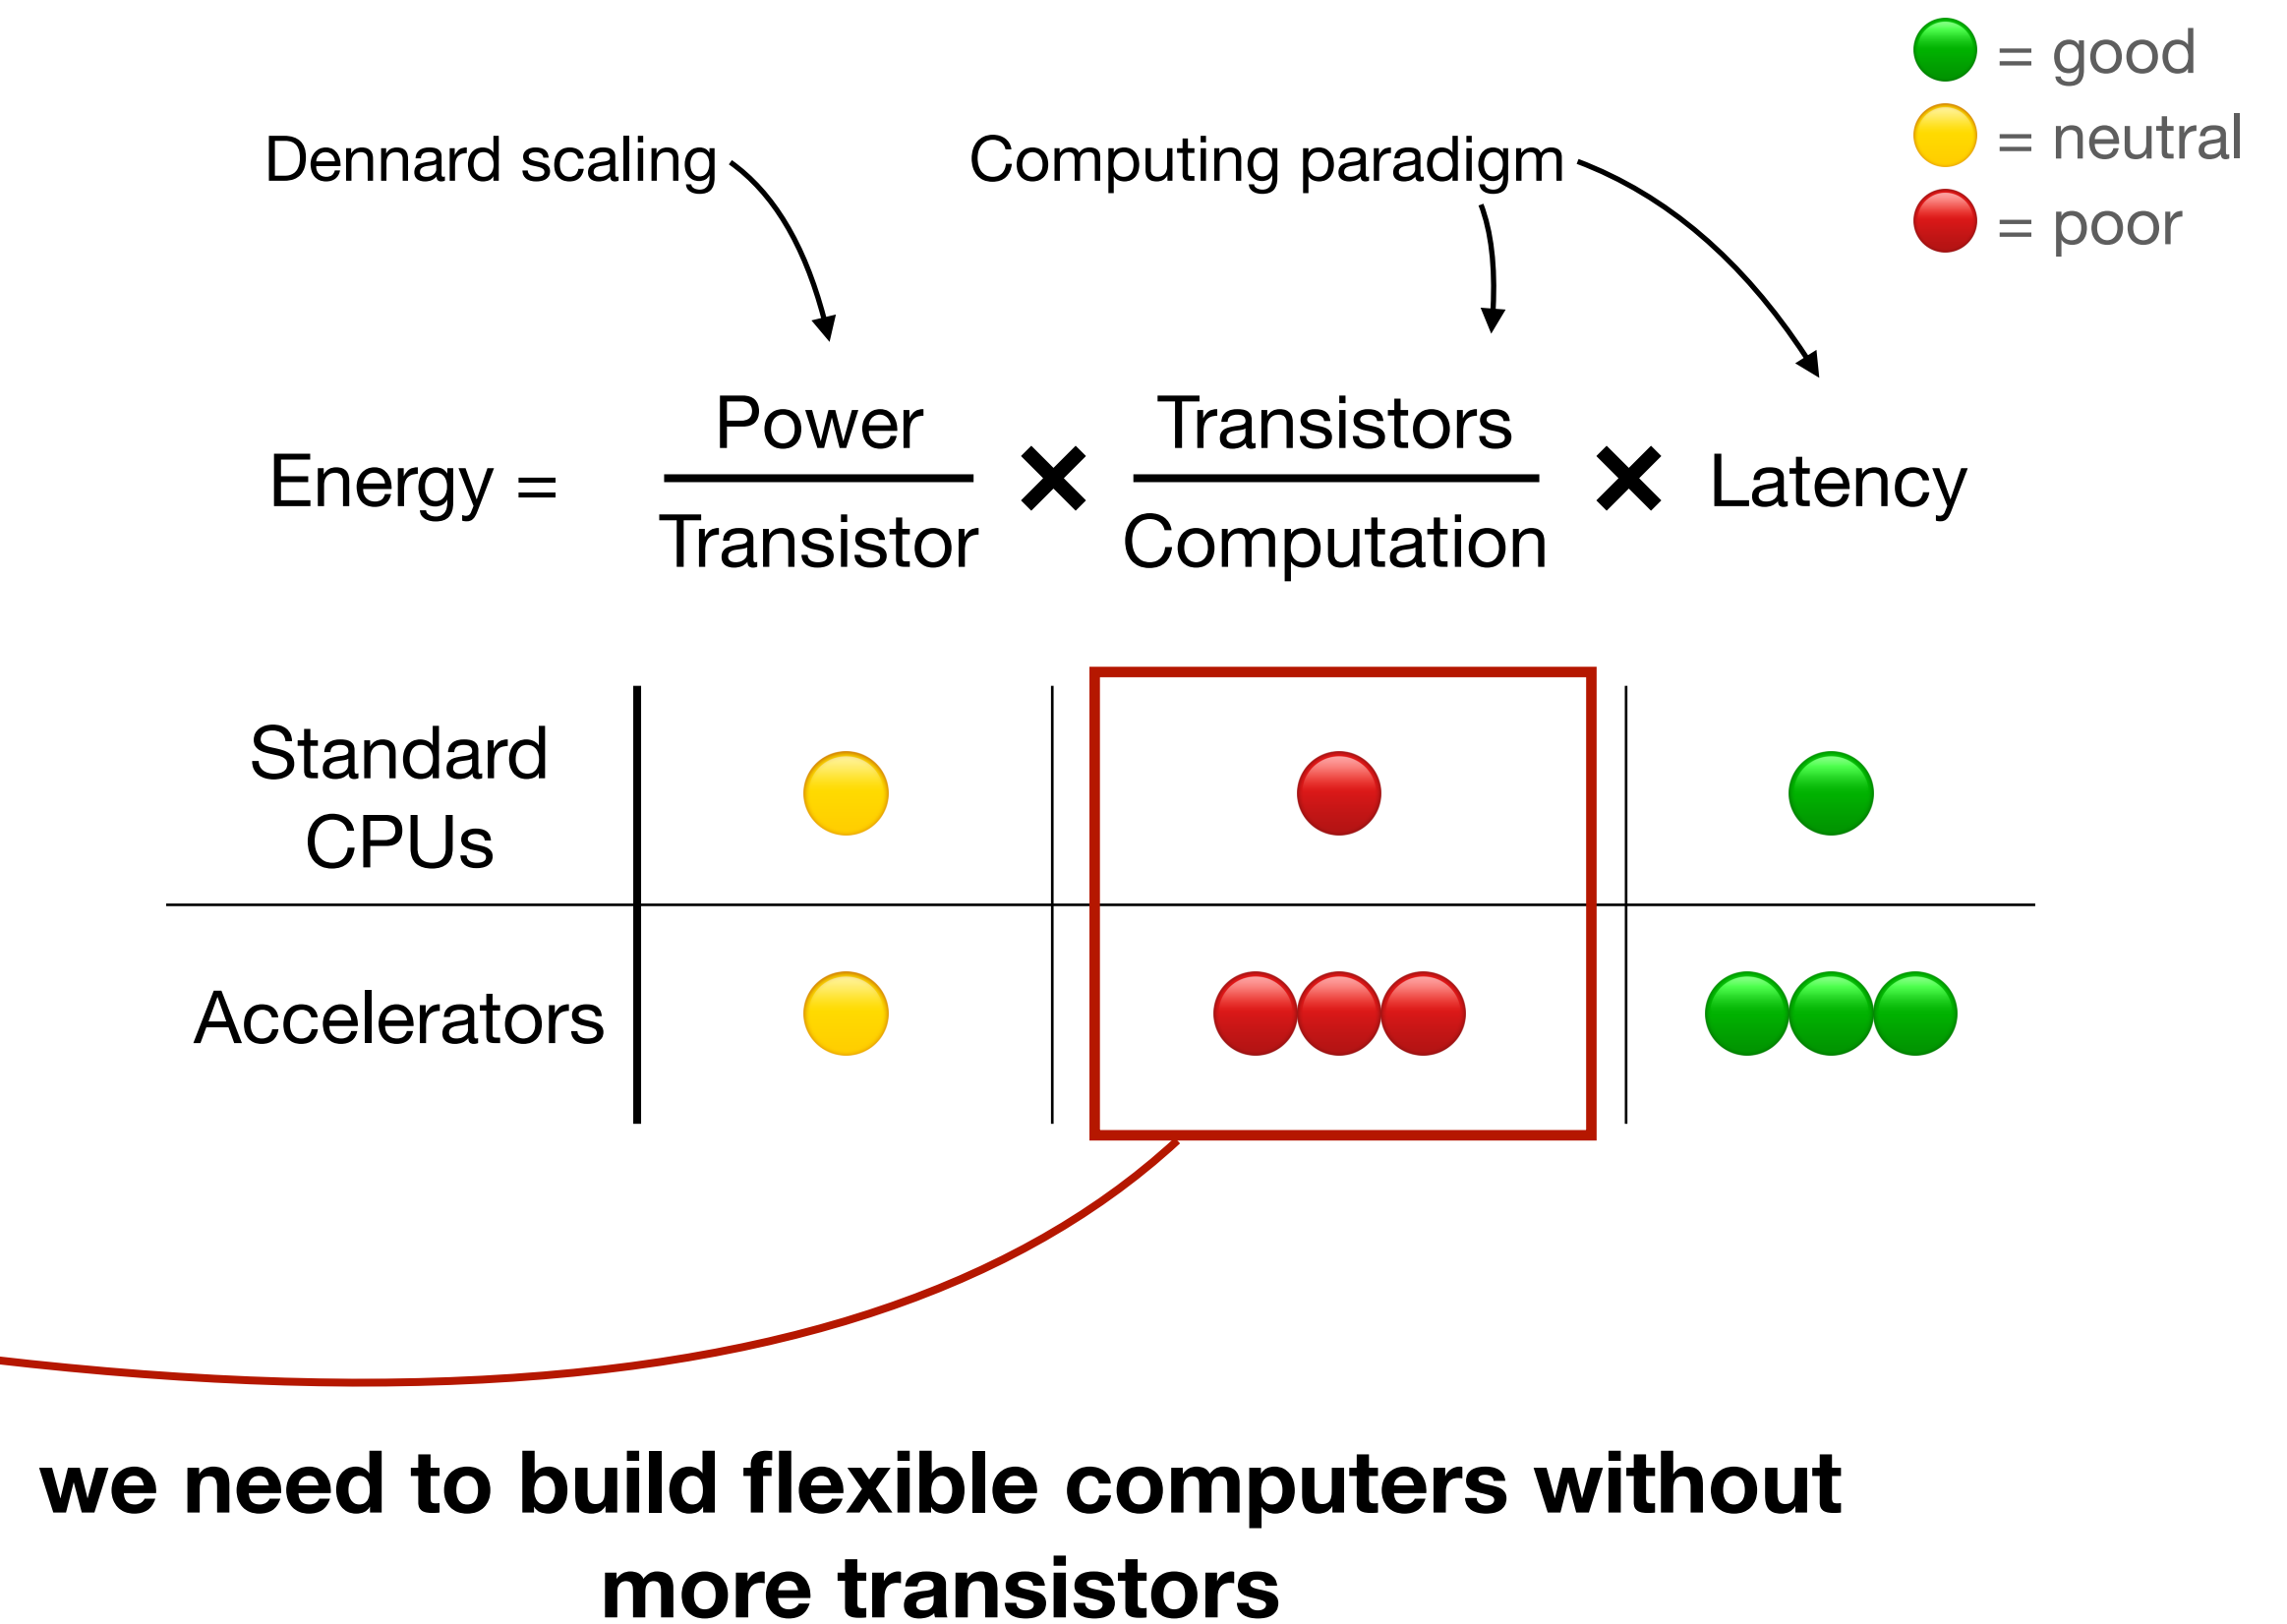 = good
= neutral
= poor
Dennard scaling
Computing paradigm
Energy = Power / Transistor × Transistors / Computation × Latency
Standard
CPUs
Accelerators
we need to build flexible computers without
more transistors